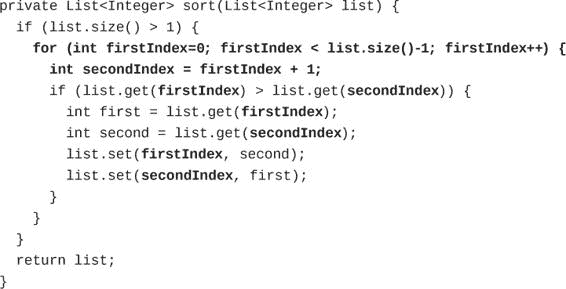 private List<Integer> sort(List<Integer> list) {
  if (list.size() > 1) {
    for (int firstIndex=0; firstIndex < list.size()-1; firstIndex++) {
      int secondIndex = firstIndex + 1;
      if (list.get(firstIndex) > list.get(secondIndex)) {
        int first = list.get(firstIndex);
        int second = list.get(secondIndex);
        list.set(firstIndex, second);
        list.set(secondIndex, first);
      }
    }
  }
  return list;
}